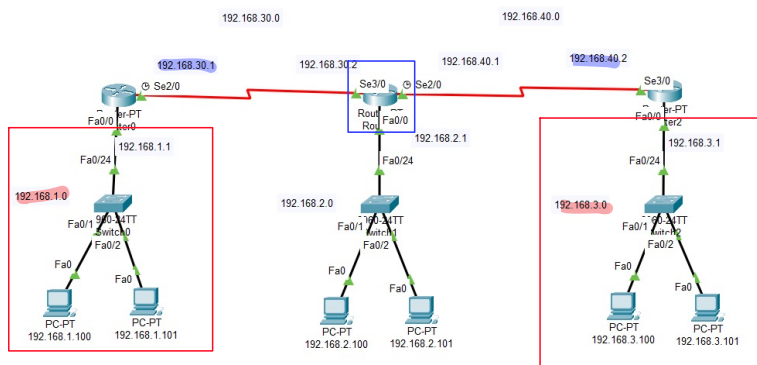 192.168.30.0
192.168.40.0
192.168.30.1
192.168.30.2
192.168.40.1
192.168.40.2
Se2/0
Se3/0
Se2/0
Se3/0
Fa0/0
Fa0/0
Fa0/0
192.168.1.1
192.168.2.1
192.168.3.1
Fa0/24
Fa0/24
Fa0/24
192.168.1.0
192.168.2.0
192.168.3.0
Fa0/1
Fa0/2
Fa0/1
Fa0/2
Fa0/1
Fa0/2
Fa0
Fa0
Fa0
Fa0
Fa0
Fa0
PC-PT
192.168.1.100
PC-PT
192.168.1.101
PC-PT
192.168.2.100
PC-PT
192.168.2.101
PC-PT
192.168.3.100
PC-PT
192.168.3.101